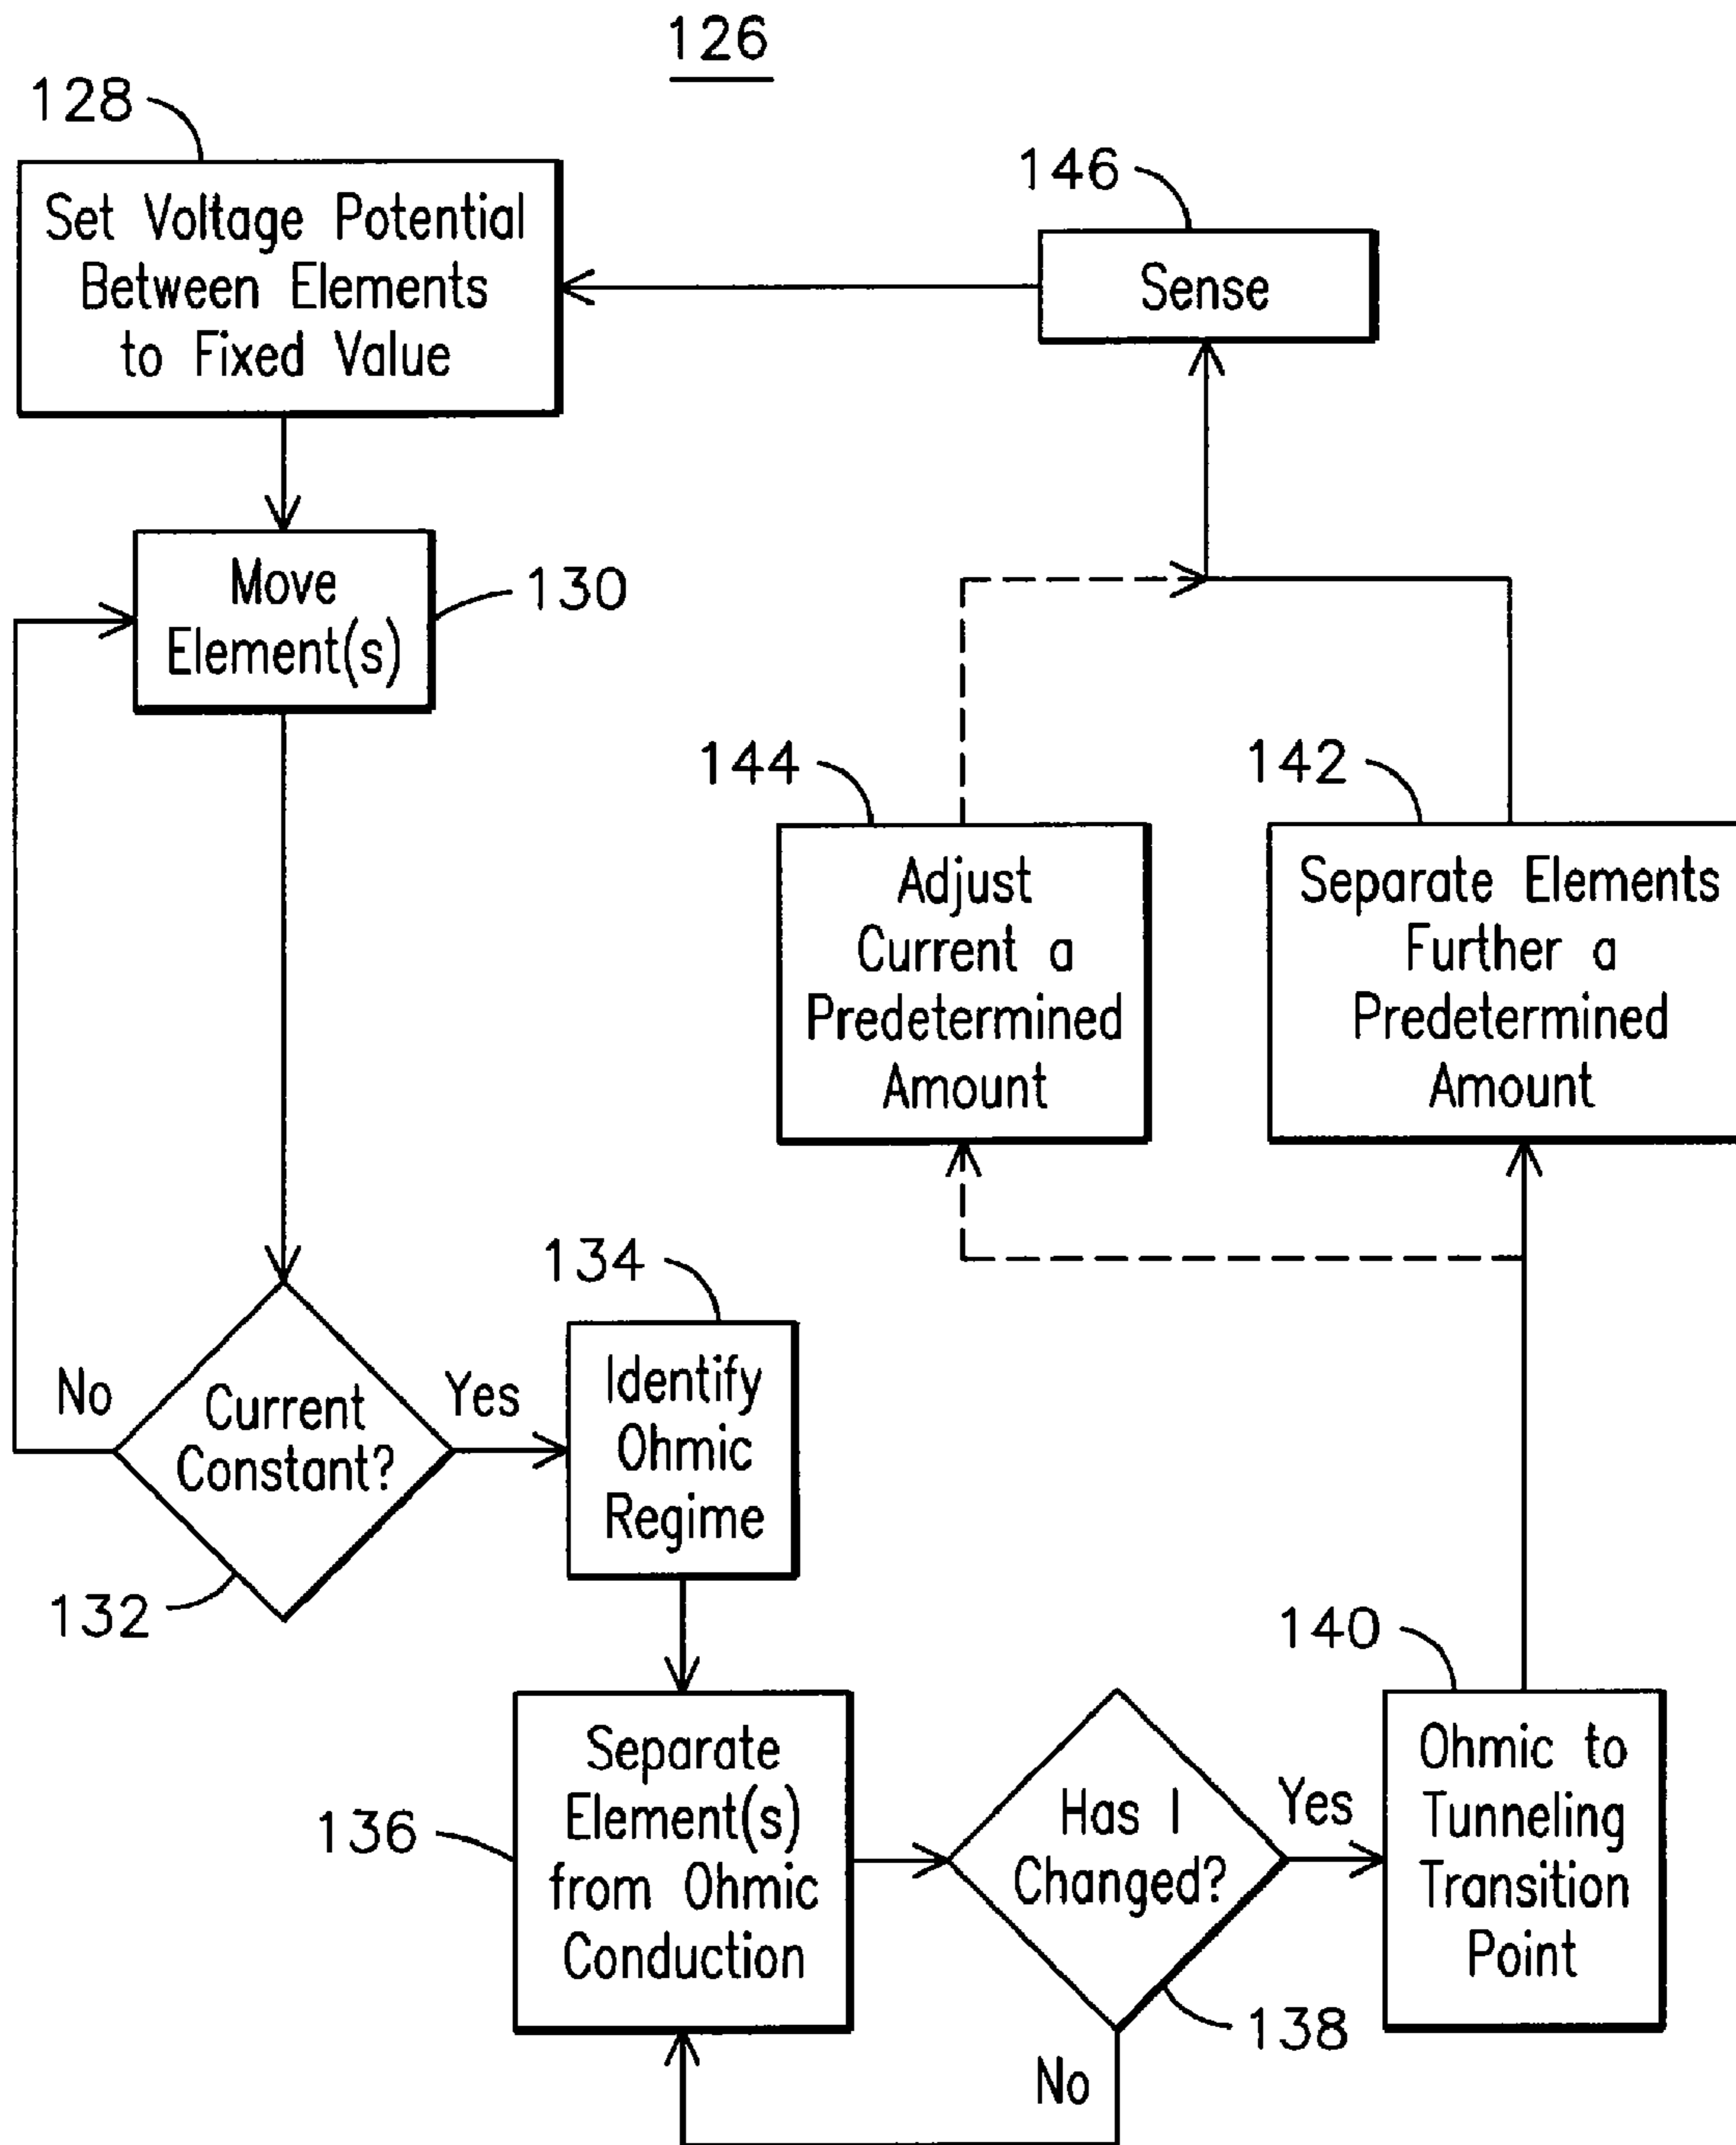 126
128
Set Voltage Potential
Between Elements
to Fixed Value
146
Sense
Move
Element(s)
130
144
Adjust
Current a
Predetermined
Amount
142
Separate Elements
Further a
Predetermined
Amount
No
Current
Constant?
Yes
132
134
Identify
Ohmic
Regime
136
Separate
Element(s)
from Ohmic
Conduction
Has I
Changed?
Yes
No
138
140
Ohmic to
Tunneling
Transition
Point